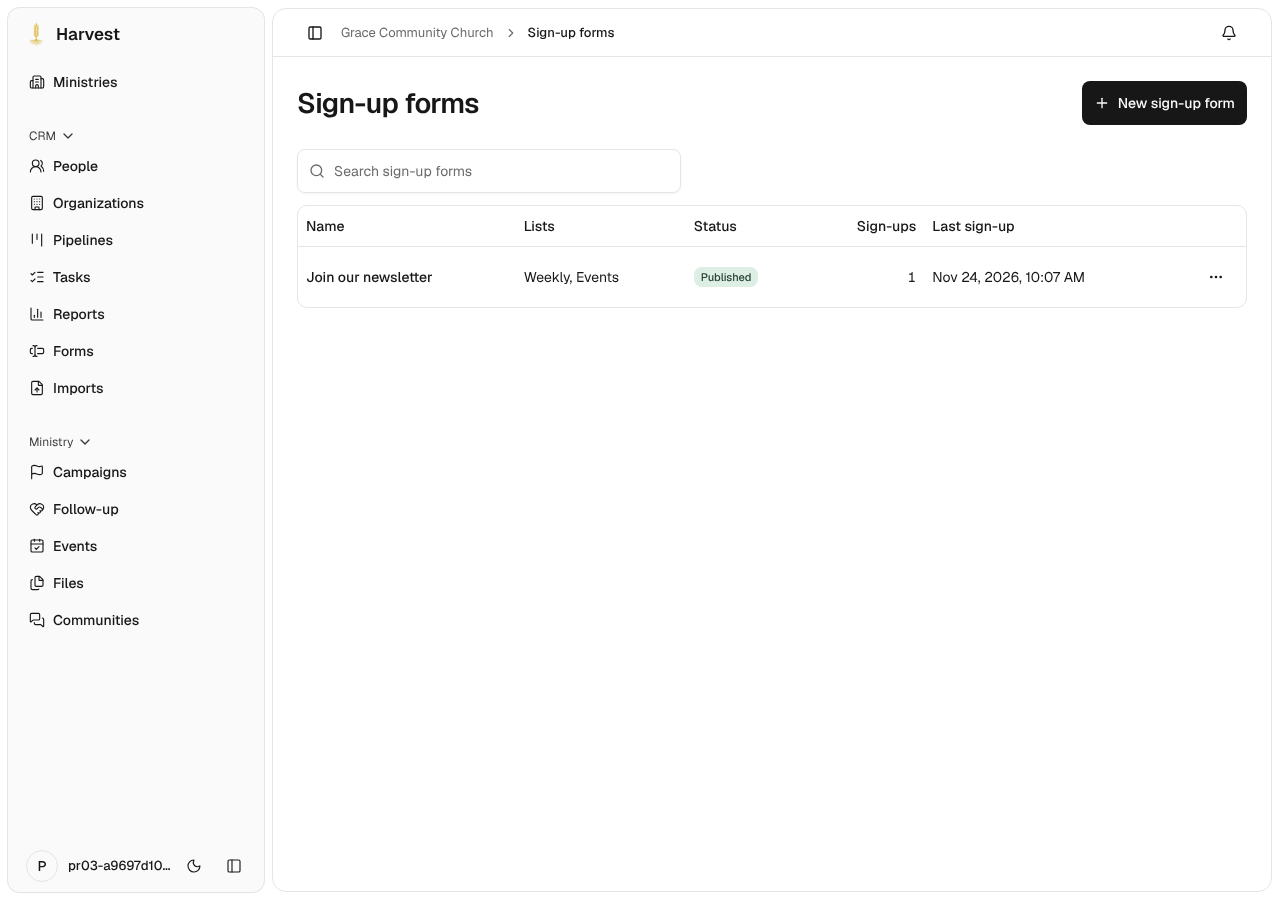 Harvest
Ministries
CRM
People
Organizations
Pipelines
Tasks
Reports
Forms
Imports
Ministry
Campaigns
Follow-up
Events
Files
Communities
P pr03-a9697d10…
Grace Community Church > Sign-up forms
Sign-up forms
New sign-up form
Search sign-up forms
Name Lists Status Sign-ups Last sign-up
Join our newsletter Weekly, Events Published 1 Nov 24, 2026, 10:07 AM